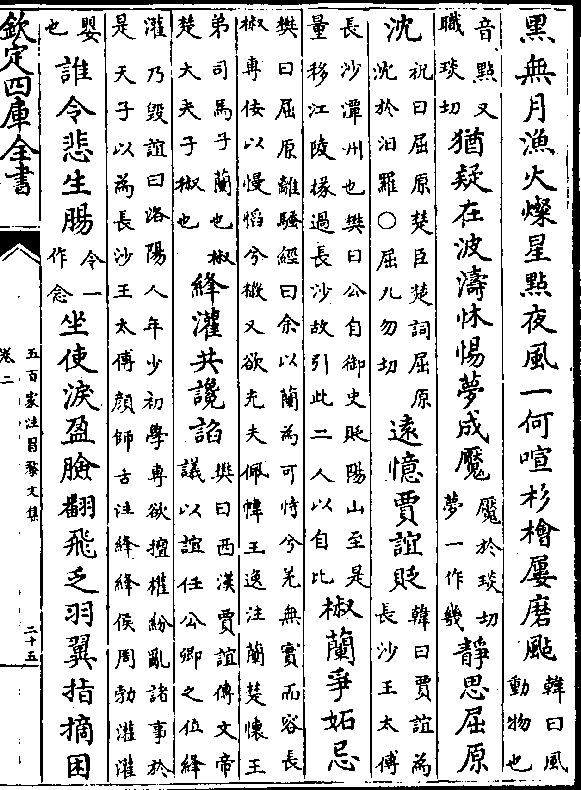 黑無月漁火燦星點夜風一何喧杉檜屢磨颭韓曰風動物也
音點又職琰切猶疑在波濤怵惕夢成魘魘於琰切夢一作幾靜思屈原
沈祝曰屈原楚臣楚詞屈原沈於汨羅○屈九勿切遠憶賈誼貶韓曰賈誼為長沙王太傅
長沙潭州也樊曰公自御史貶陽山至是量移江陵掾過長沙故引此二人以自比椒蘭爭妬忌
樊曰屈原離騷經曰余以蘭為可恃兮羌無實而容長椒專佞以慢慆兮樧又欲充夫佩幃王逸注蘭楚懷王
弟司馬子蘭也椒楚大夫子椒也絳灌共讒諂樊曰西漢賈誼傳文帝議以誼任公卿之位絳
灌乃毀誼曰洛陽人年少初學專欲擅權紛亂諸事於是天子以為長沙王太傅顏師古注絳絳侯周勃灌灌
嬰也誰令悲生腸令一作念坐使淚盈臉翻飛乏羽翼指摘困
欽定四庫全書
五百家注昌黎文集
卷二
二十五